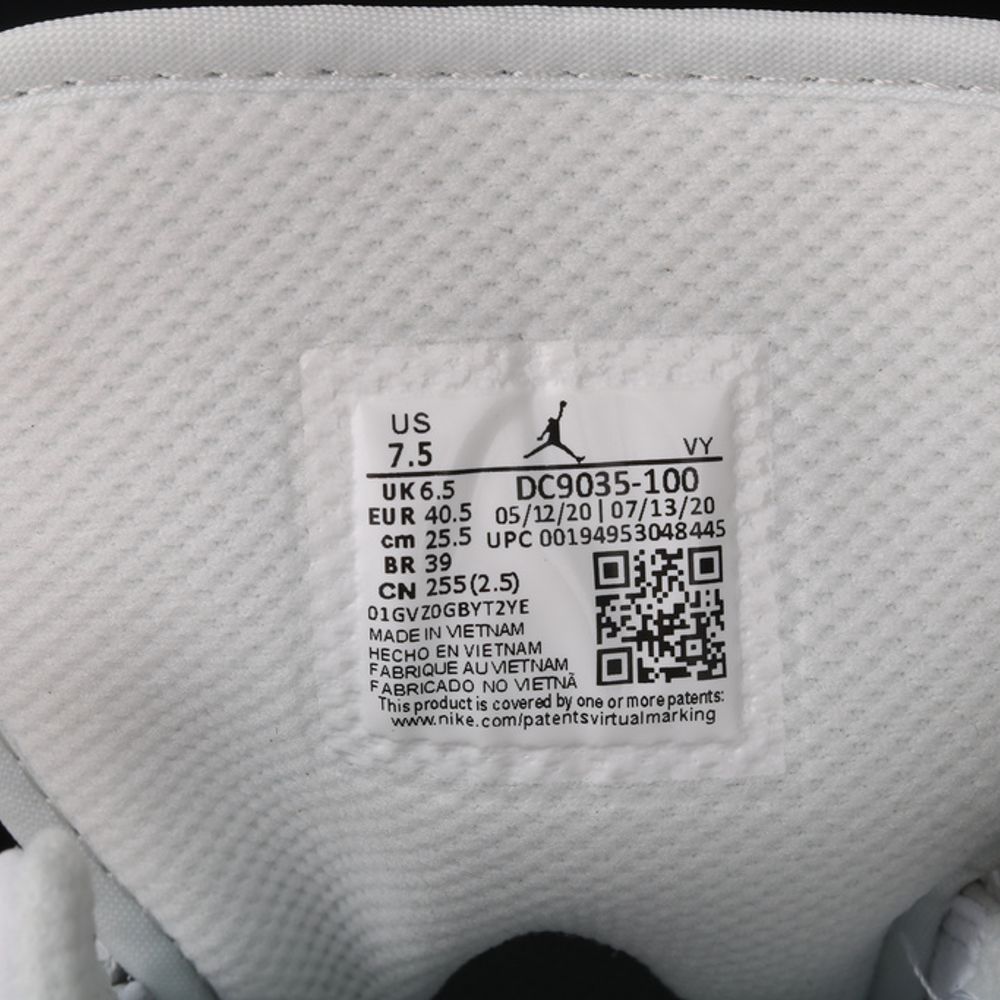 US
7.5
VY
UK 6.5
DC9035-100
EUR 40.5
05/12/20 | 07/13/20
cm 25.5
UPC 00194953048445
BR 39
CN 255(2.5)
01GVZ0GBYT2YE
MADE IN VIETNAM
HECHO EN VIETNAM
FABRIQUE AU VIETNAM
FABRICADO NO VIETNÃ
This product is covered by one or more patents:
www.nike.com/patentsvirtualmarking